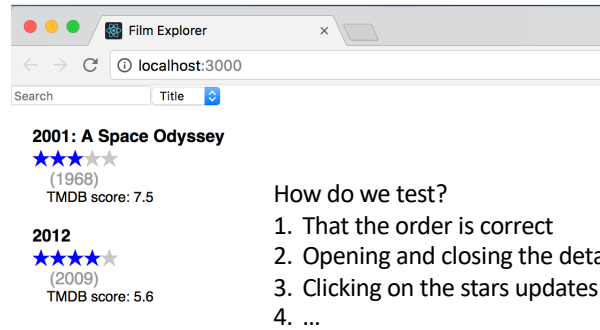 Film Explorer
localhost:3000
Search Title
2001: A Space Odyssey
(1968)
TMDB score: 7.5
2012
(2009)
TMDB score: 5.6
How do we test?
1. That the order is correct
2. Opening and closing the
3. Clicking on the stars updates
4. ...